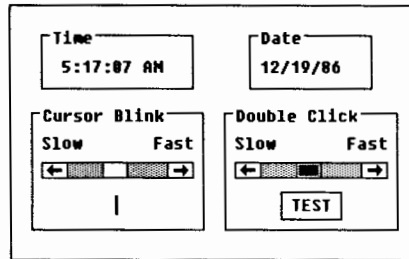 Time
5:17:07 AM
Date
12/19/86
Cursor Blink
Slow Fast
Double Click
Slow Fast
TEST